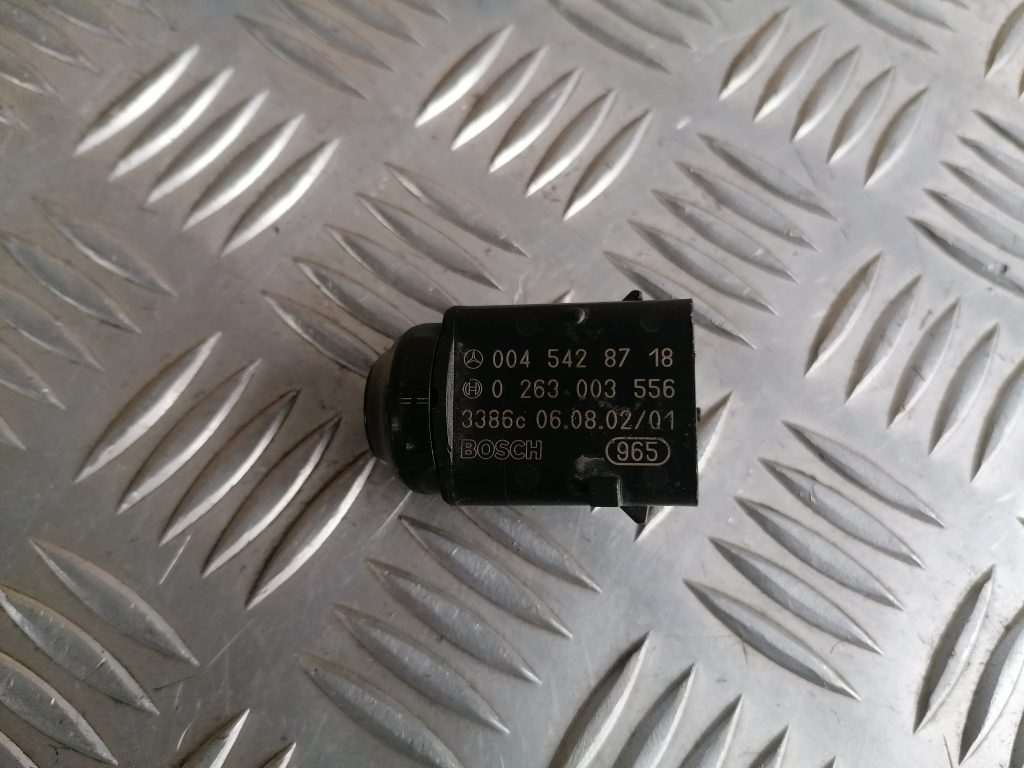 004 542 87 18
0 263 003 556
3386c 06.08.02/01
BOSCH 965